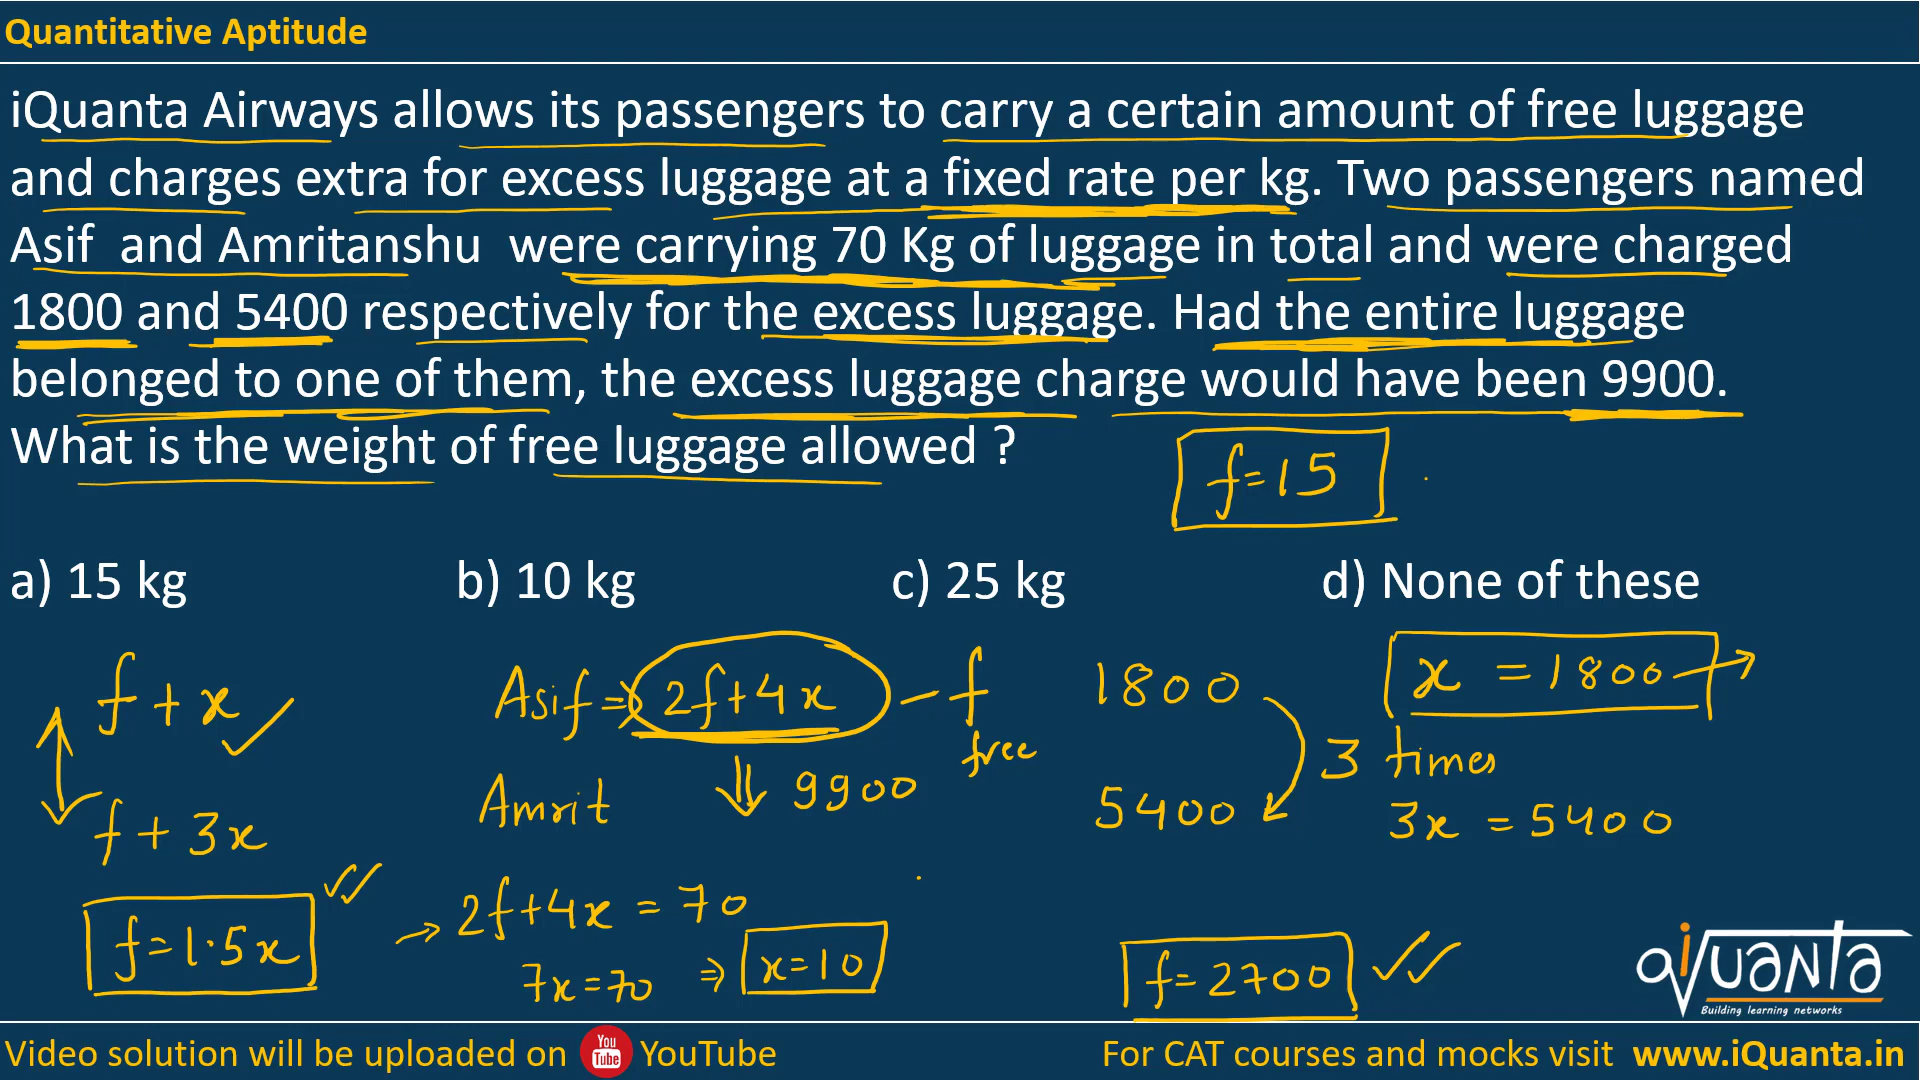 Quantitative Aptitude
iQuanta Airways allows its passengers to carry a certain amount of free luggage
and charges extra for excess luggage at a fixed rate per kg. Two passengers named
Asif and Amritanshu were carrying 70 Kg of luggage in total and were charged
1800 and 5400 respectively for the excess luggage. Had the entire luggage
belonged to one of them, the excess luggage charge would have been 9900.
What is the weight of free luggage allowed ?
f=15
a) 15 kg b) 10 kg c) 25 kg d) None of these
f+x
Asif ⇒ 2f+4x - f
free
1800
x = 1800 →
3 times
Amrit
9900
5400
3x = 5400
f+3x
→ 2f+4x = 70
f=1.5x
7x=70 ⇒ x=10
f=2700
iQuanta
Building learning networks
Video solution will be uploaded on You Tube YouTube
For CAT courses and mocks visit www.iQuanta.in